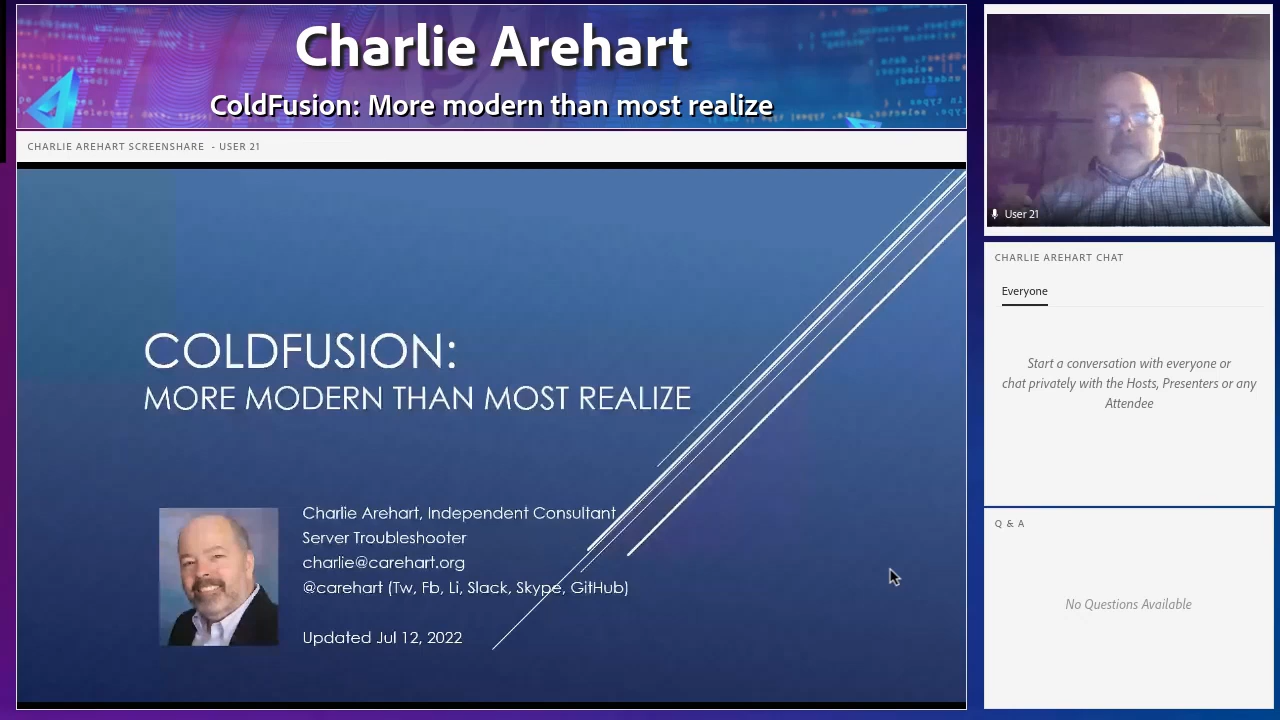 Charlie Arehart
ColdFusion: More modern than most realize
CHARLIE AREHART SCREENSHARE - USER 21
COLDFUSION:
MORE MODERN THAN MOST REALIZE
Charlie Arehart, Independent Consultant
Server Troubleshooter
charlie@carehart.org
@carehart (Tw, Fb, Li, Slack, Skype, GitHub)
Updated Jul 12, 2022
User 21
CHARLIE AREHART CHAT
Everyone
Start a conversation with everyone or
chat privately with the Hosts, Presenters or any
Attendee
Q & A
No Questions Available